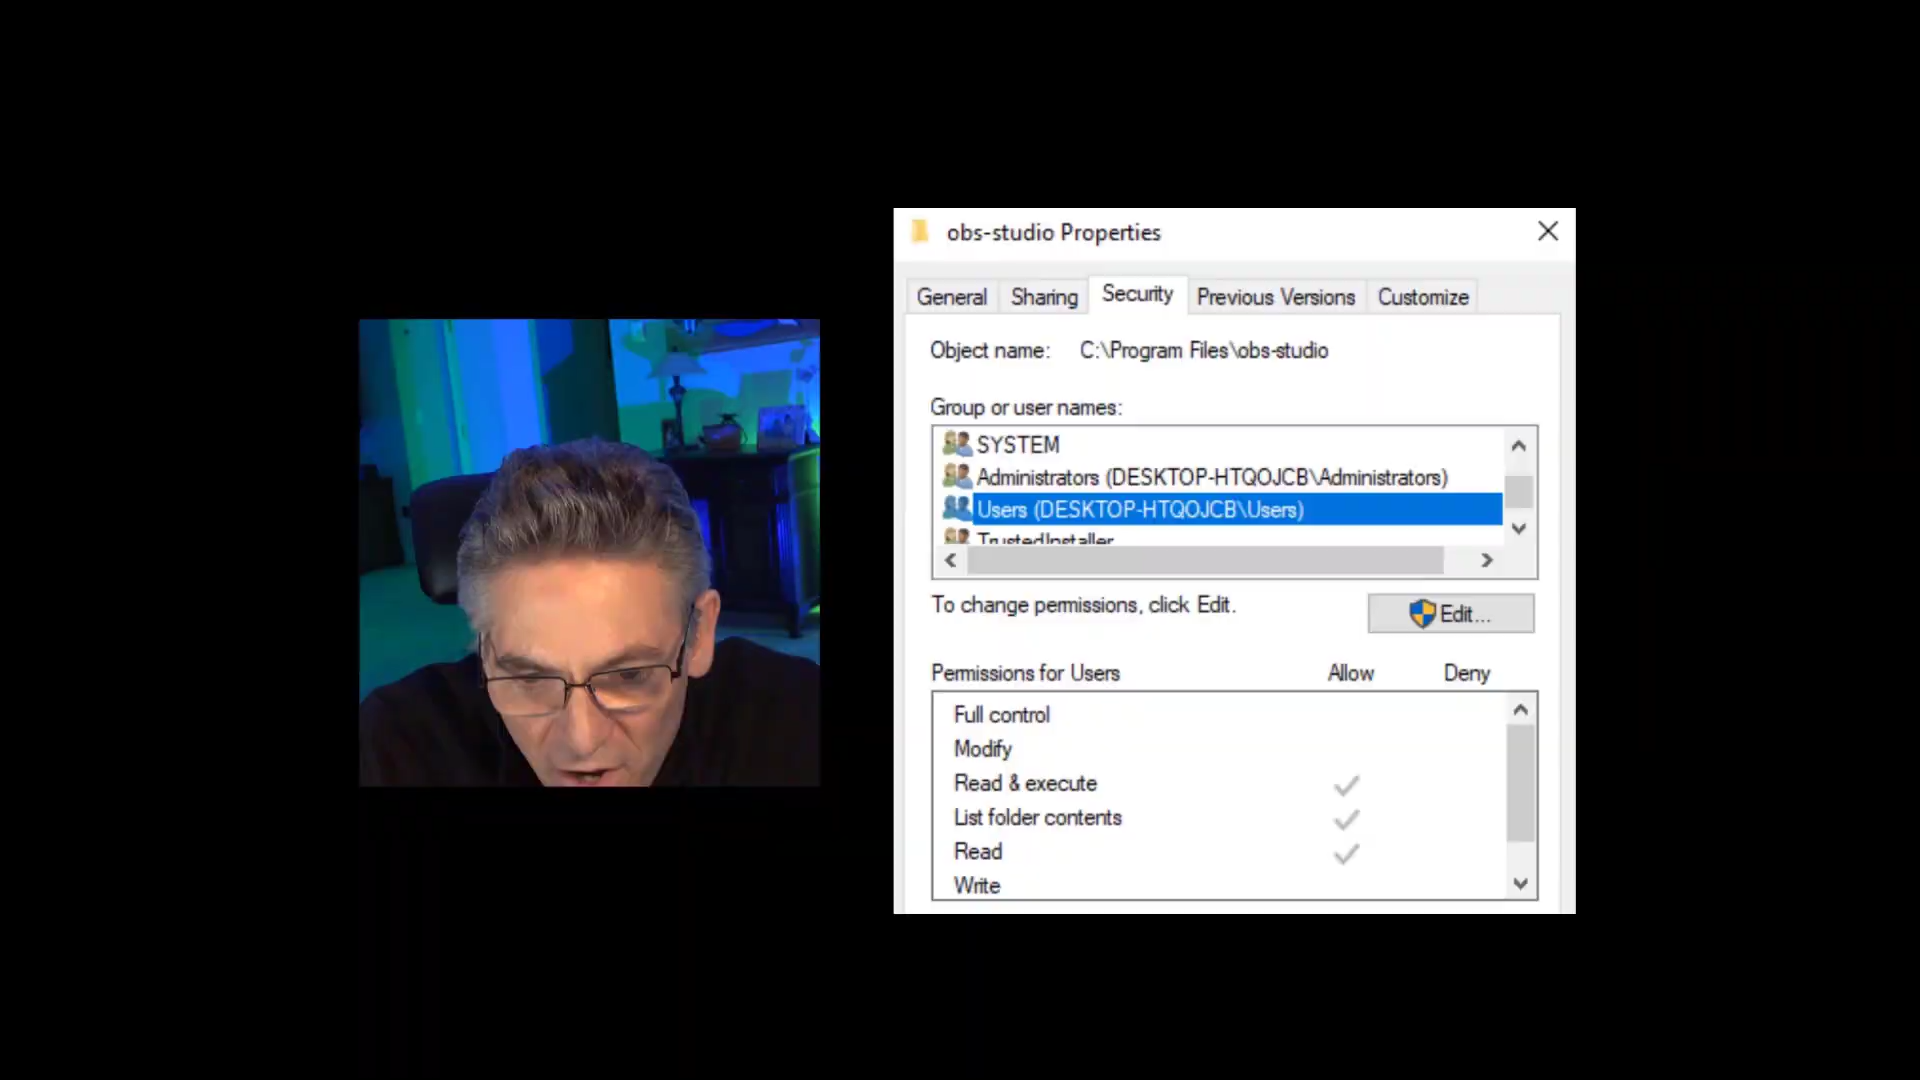 obs-studio Properties
General Sharing Security Previous Versions Customize
Object name: C:\Program Files\obs-studio
Group or user names:
SYSTEM
Administrators (DESKTOP-HTQOJCB\Administrators)
Users (DESKTOP-HTQOJCB\Users)
TrustedInstaller
To change permissions, click Edit.
Edit...
Permissions for Users Allow Deny
Full control
Modify
Read & execute
List folder contents
Read
Write